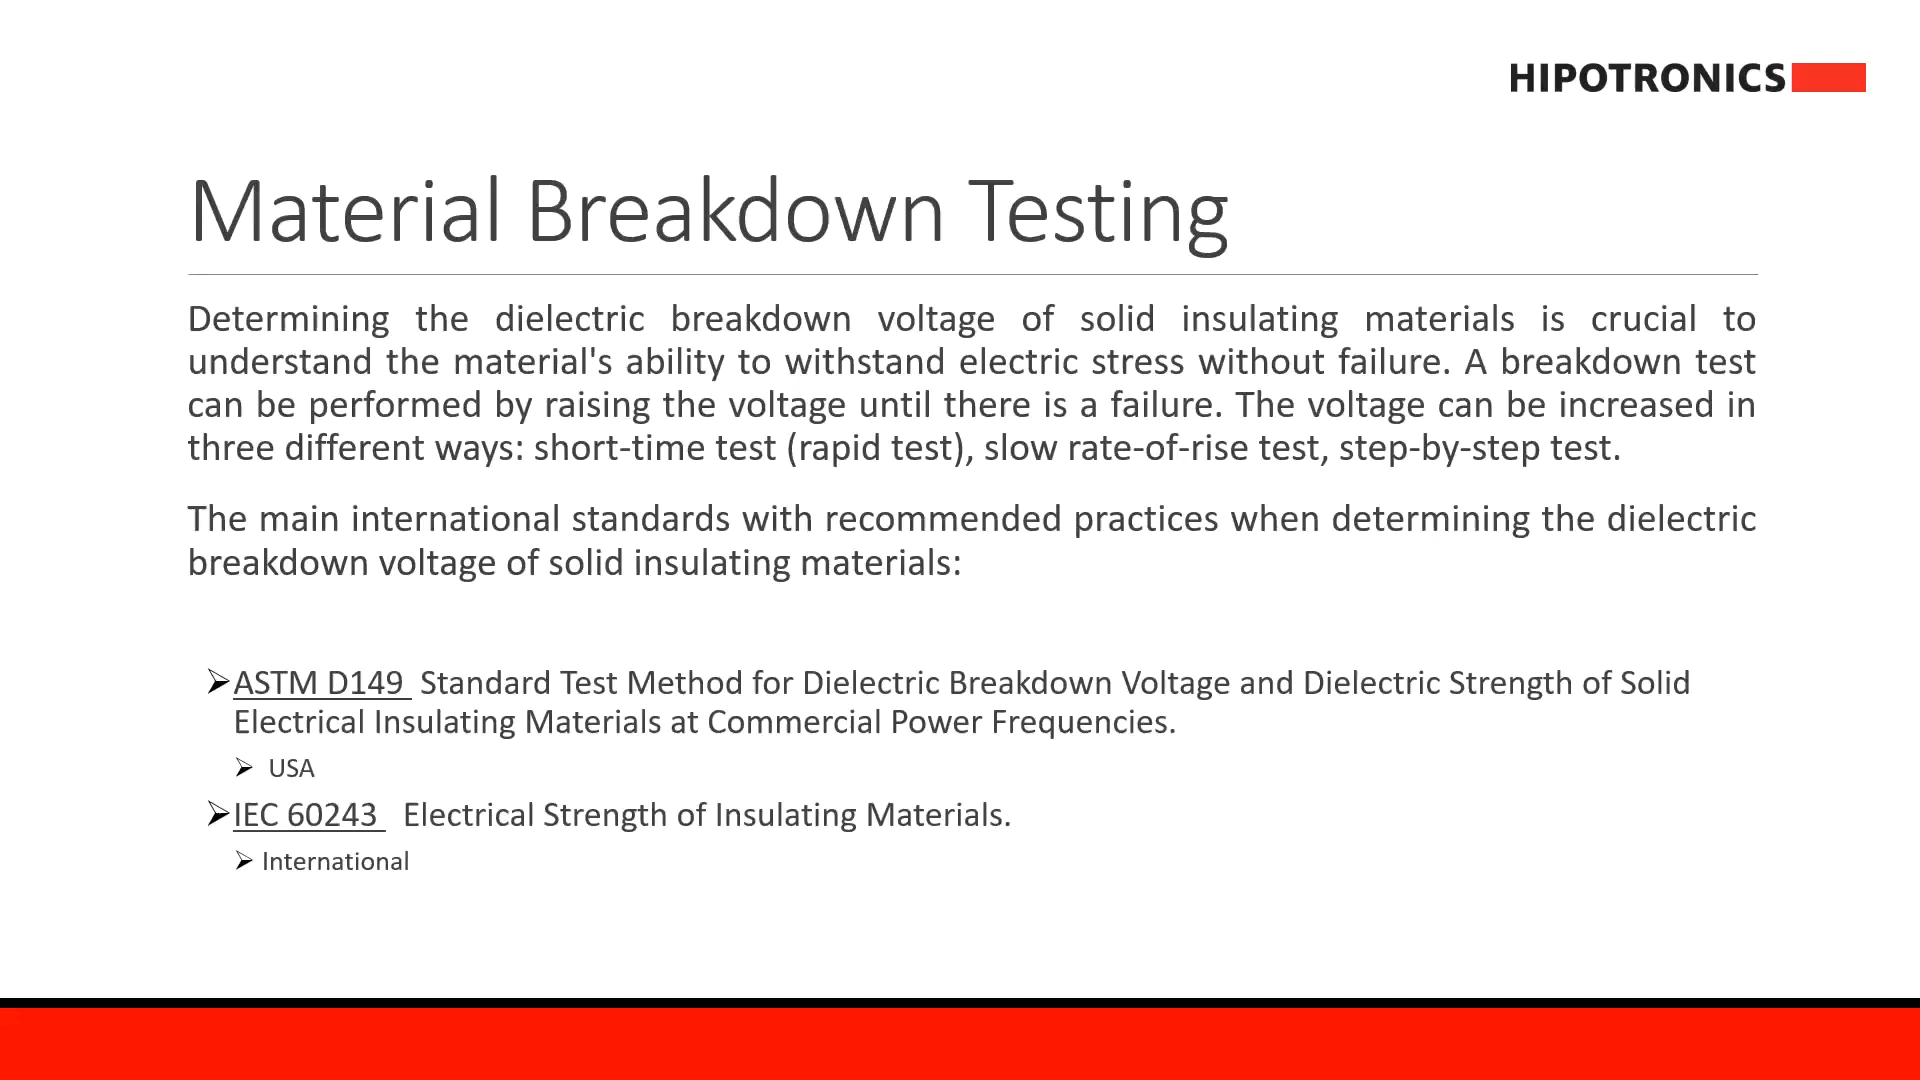 HIPOTRONICS
Material Breakdown Testing
Determining the dielectric breakdown voltage of solid insulating materials is crucial to
understand the material's ability to withstand electric stress without failure. A breakdown test
can be performed by raising the voltage until there is a failure. The voltage can be increased in
three different ways: short-time test (rapid test), slow rate-of-rise test, step-by-step test.
The main international standards with recommended practices when determining the dielectric
breakdown voltage of solid insulating materials:
ASTM D149 Standard Test Method for Dielectric Breakdown Voltage and Dielectric Strength of Solid
Electrical Insulating Materials at Commercial Power Frequencies.
USA
IEC 60243 Electrical Strength of Insulating Materials.
International